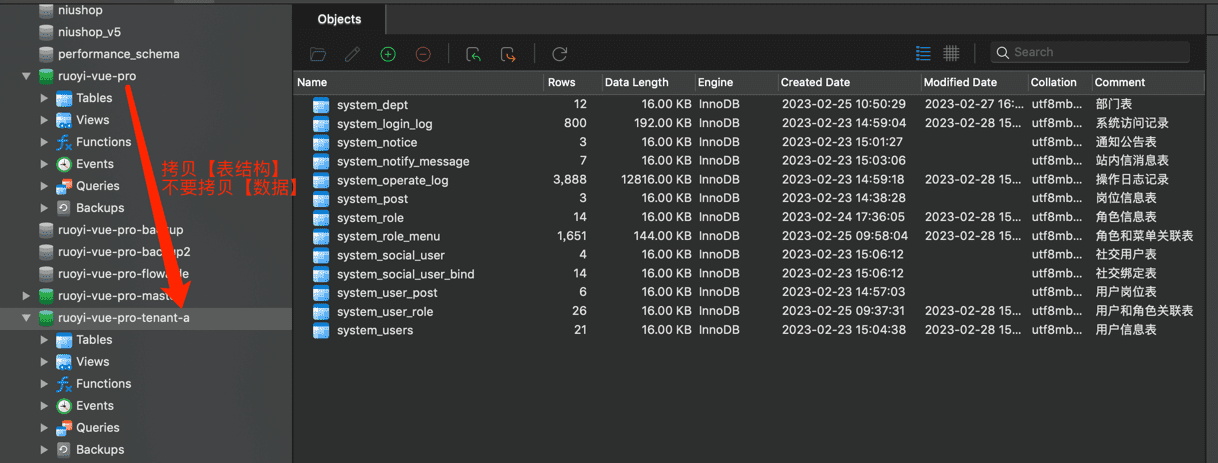 niushop
niushop_v5
performance_schema
ruoyi-vue-pro
Tables
Views
Functions
Events
Queries
Backups
ruoyi-vue-pro-backup
ruoyi-vue-pro-backup2
ruoyi-vue-pro-flowable
ruoyi-vue-pro-master
ruoyi-vue-pro-tenant-a
Tables
Views
Functions
Events
Queries
Backups
拷贝【表结构】
不要拷贝【数据】
Objects
Search
Name Rows Data Length Engine Created Date Modified Date Collation Comment
system_dept 12 16.00 KB InnoDB 2023-02-25 10:50:29 2023-02-27 16:... utf8mb... 部门表
system_login_log 800 192.00 KB InnoDB 2023-02-23 14:59:04 2023-02-28 15... utf8mb... 系统访问记录
system_notice 3 16.00 KB InnoDB 2023-02-23 15:01:27 utf8mb... 通知公告表
system_notify_message 7 16.00 KB InnoDB 2023-02-23 15:03:06 utf8mb... 站内信消息表
system_operate_log 3,888 12816.00 KB InnoDB 2023-02-23 14:59:18 2023-02-28 15... utf8mb... 操作日志记录
system_post 3 16.00 KB InnoDB 2023-02-23 14:38:28 utf8mb... 岗位信息表
system_role 14 16.00 KB InnoDB 2023-02-24 17:36:05 2023-02-28 15... utf8mb... 角色信息表
system_role_menu 1,651 144.00 KB InnoDB 2023-02-25 09:58:04 2023-02-28 15... utf8mb... 角色和菜单关联表
system_social_user 4 16.00 KB InnoDB 2023-02-23 15:06:12 utf8mb... 社交用户表
system_social_user_bind 14 16.00 KB InnoDB 2023-02-23 15:06:12 utf8mb... 社交绑定表
system_user_post 6 16.00 KB InnoDB 2023-02-23 14:57:03 utf8mb... 用户岗位表
system_user_role 26 16.00 KB InnoDB 2023-02-25 09:37:31 2023-02-28 15... utf8mb... 用户和角色关联表
system_users 21 16.00 KB InnoDB 2023-02-23 15:04:38 2023-02-28 15... utf8mb... 用户信息表